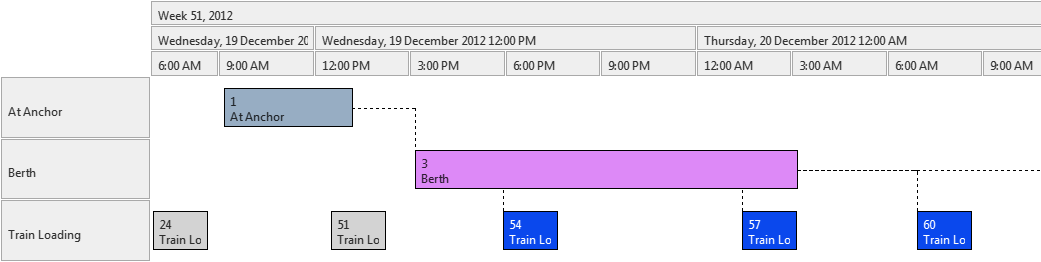 Week 51, 2012
Wednesday, 19 December 20
Wednesday, 19 December 2012 12:00 PM
Thursday, 20 December 2012 12:00 AM
6:00 AM
9:00 AM
12:00 PM
3:00 PM
6:00 PM
9:00 PM
12:00 AM
3:00 AM
6:00 AM
9:00 AM
At Anchor
1
At Anchor
Berth
3
Berth
Train Loading
24
Train Lo
51
Train Lo
54
Train Lo
57
Train Lo
60
Train Lo